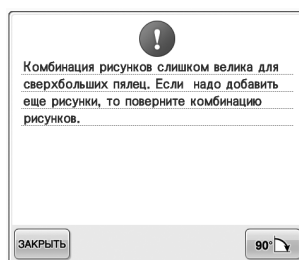 Комбинация рисунков слишком велика для
сверхбольших пялец. Если надо добавить
еще рисунки, то поверните комбинацию
рисунков.
ЗАКРЫТЬ
90°